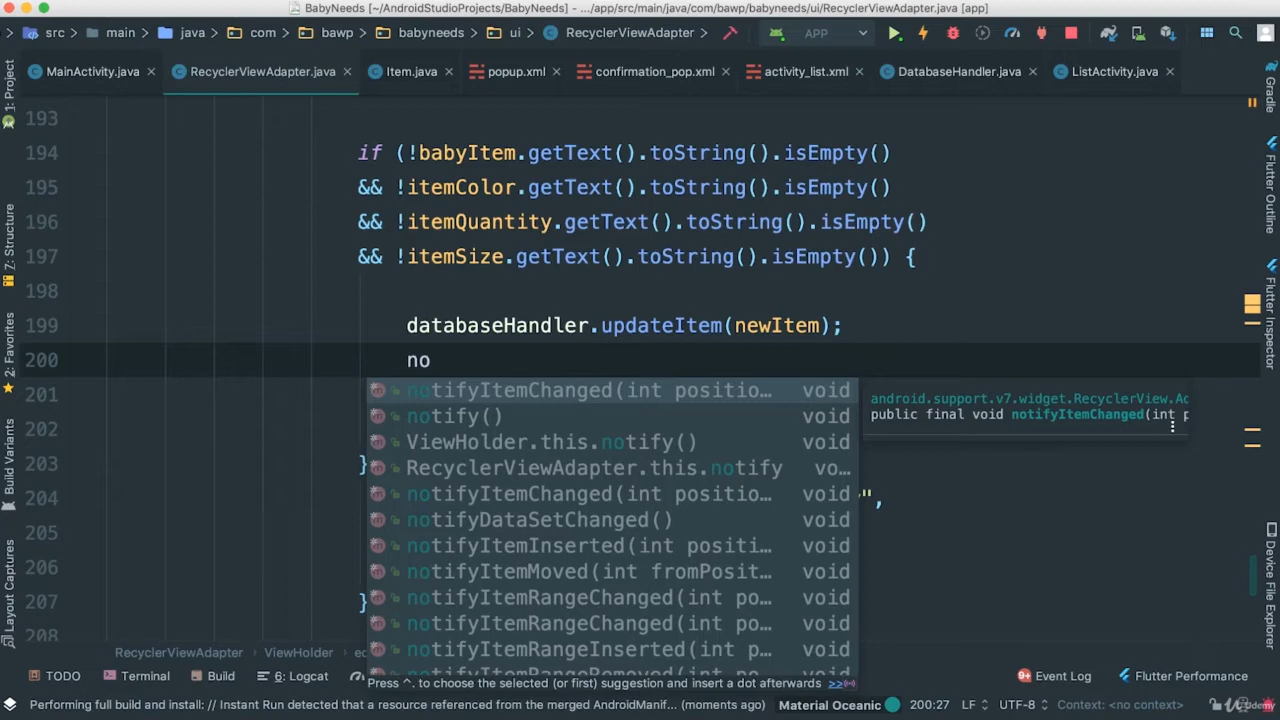 BabyNeeds [~/AndroidStudioProjects/BabyNeeds] - .../app/src/main/java/com/bawp/babyneeds/ui/RecyclerViewAdapter.java [app]
src main java com bawp babyneeds ui RecyclerViewAdapter APP
MainActivity.java RecyclerViewAdapter.java Item.java popup.xml confirmation_pop.xml activity_list.xml DatabaseHandler.java ListActivity.java
1: Project
7: Structure
2: Favorites
Build Variants
Layout Captures
193
194 if (!babyItem.getText().toString().isEmpty()
195 && !itemColor.getText().toString().isEmpty()
196 && !itemQuantity.getText().toString().isEmpty()
197 && !itemSize.getText().toString().isEmpty()) {
198
199 databaseHandler.updateItem(newItem);
200 no
201
202
203 }
204 ",
205
206
207 }
208
notifyItemChanged(int positio… void
notify() void
ViewHolder.this.notify() void
RecyclerViewAdapter.this.notify vo…
notifyItemChanged(int positio… void
notifyDataSetChanged() void
notifyItemInserted(int positi… void
notifyItemMoved(int fromPosit… void
notifyItemRangeChanged(int po… void
notifyItemRangeChanged(int po… void
notifyItemRangeInserted(int p… void
notifyItemRangeRemoved(int po… void
Press ^. to choose the selected (or first) suggestion and insert a dot afterwards >>
android.support.v7.widget.RecyclerView.Ad
public final void notifyItemChanged(int p
Gradle
Flutter Outline
Flutter Inspector
Device File Explorer
RecyclerViewAdapter ViewHolder
TODO Terminal Build 6: Logcat Event Log Flutter Performance
Performing full build and install: // Instant Run detected that a resource referenced from the merged AndroidManif... (moments ago) Material Oceanic 200:27 LF UTF-8 Context: <no context>
Udemy